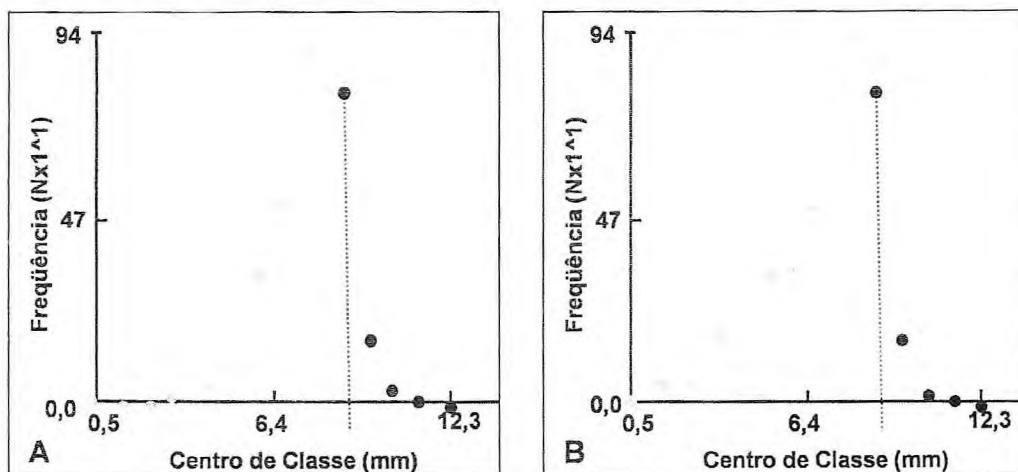 94
Freqüência (Nx1^1)
47
0,0
0,5
6,4
12,3
A
Centro de Classe (mm)
94
Freqüência (Nx1^1)
47
0,0
0,5
6,4
12,3
B
Centro de Classe (mm)